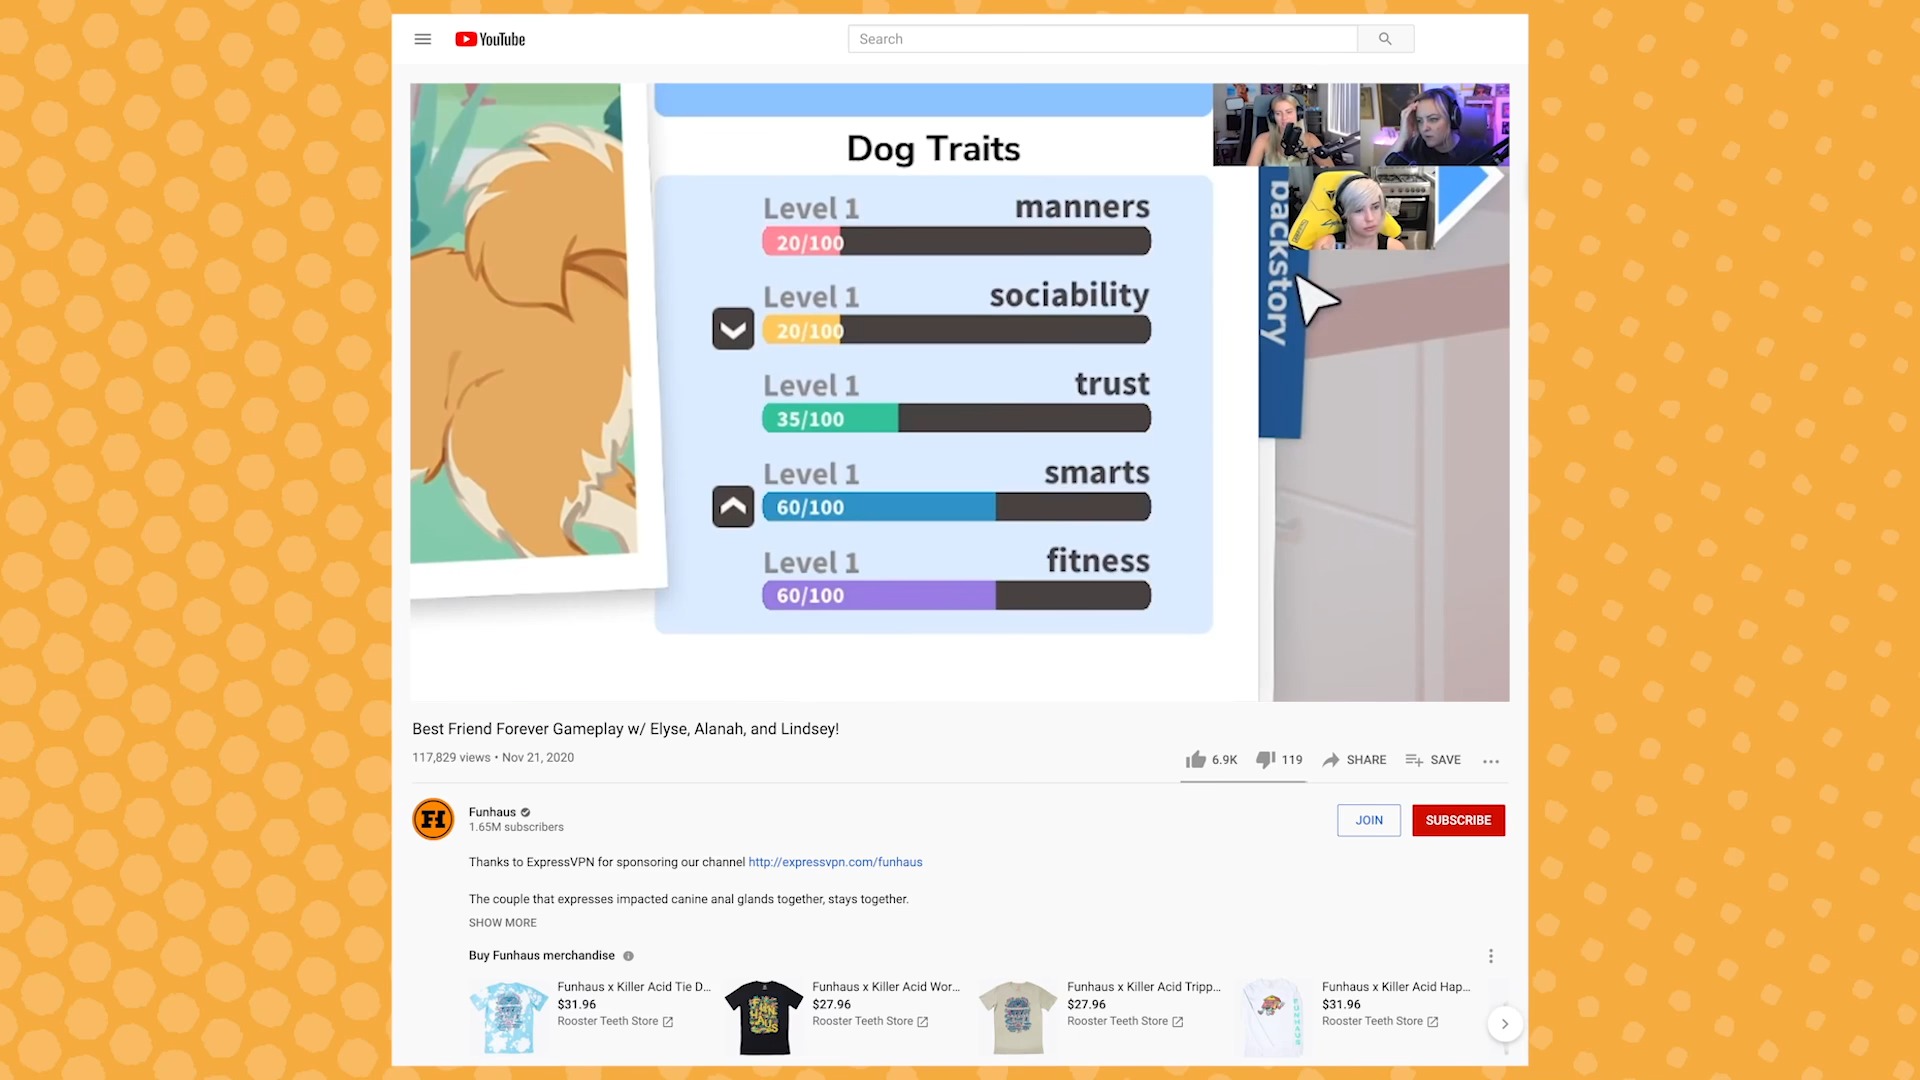 YouTube
Search
Dog Traits
Level 1 manners
20/100
Level 1 sociability
20/100
Level 1 trust
35/100
Level 1 smarts
60/100
Level 1 fitness
60/100
backstory
Best Friend Forever Gameplay w/ Elyse, Alanah, and Lindsey!
117,829 views • Nov 21, 2020
6.9K 119 SHARE SAVE
FH
Funhaus
1.65M subscribers
JOIN SUBSCRIBE
Thanks to ExpressVPN for sponsoring our channel http://expressvpn.com/funhaus
The couple that expresses impacted canine anal glands together, stays together.
SHOW MORE
Buy Funhaus merchandise
Funhaus x Killer Acid Tie D...
$31.96
Rooster Teeth Store
Funhaus x Killer Acid Wor...
$27.96
Rooster Teeth Store
Funhaus x Killer Acid Tripp...
$27.96
Rooster Teeth Store
Funhaus x Killer Acid Hap...
$31.96
Rooster Teeth Store